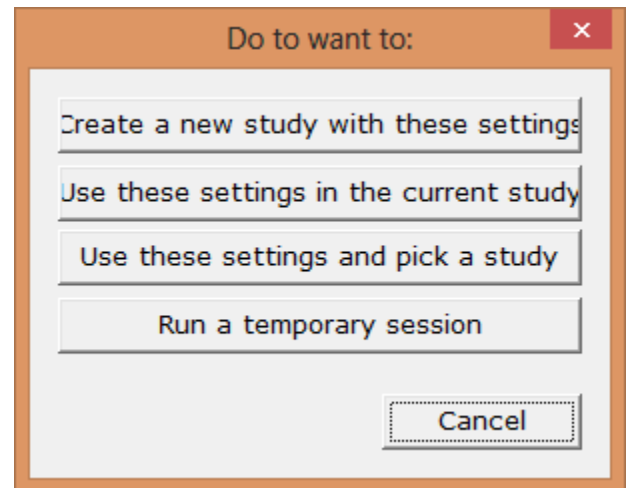 Do to want to:
Create a new study with these settings
Use these settings in the current study
Use these settings and pick a study
Run a temporary session
Cancel